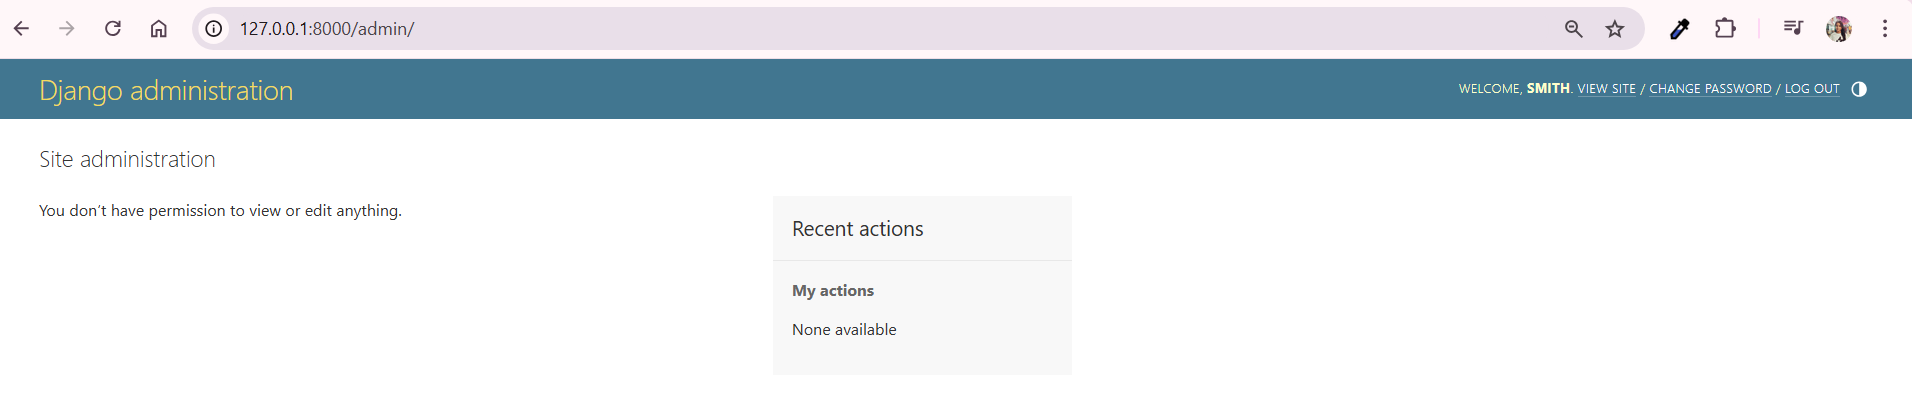 127.0.0.1:8000/admin/
Django administration
WELCOME, SMITH. VIEW SITE / CHANGE PASSWORD / LOG OUT
Site administration
You don’t have permission to view or edit anything.
Recent actions
My actions
None available